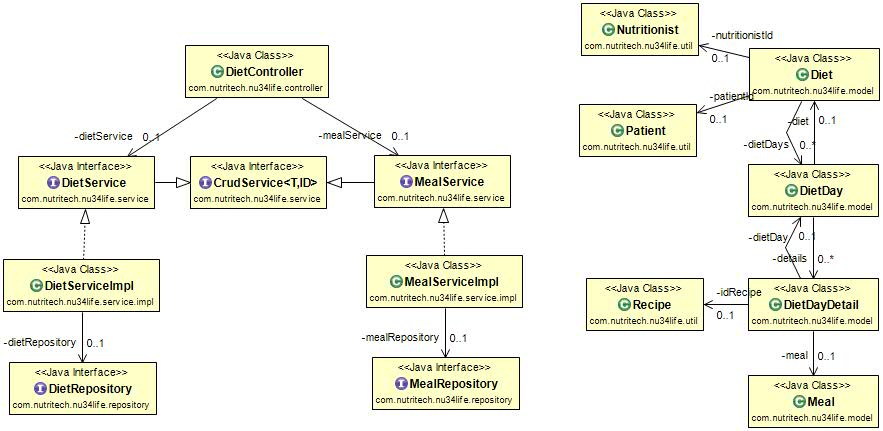 <<Java Class>>
DietController
com.nutritech.nu34life.controller
-dietService
0..1
-mealService
0..1
<<Java Interface>>
DietService
com.nutritech.nu34life.service
<<Java Interface>>
CrudService<T,ID>
com.nutritech.nu34life.service
<<Java Interface>>
MealService
com.nutritech.nu34life.service
<<Java Class>>
DietServiceImpl
com.nutritech.nu34life.service.impl
<<Java Class>>
MealServiceImpl
com.nutritech.nu34life.service.impl
-dietRepository
0..1
-mealRepository
0..1
<<Java Interface>>
DietRepository
com.nutritech.nu34life.repository
<<Java Interface>>
MealRepository
com.nutritech.nu34life.repository
<<Java Class>>
Nutritionist
com.nutritech.nu34life.util
-nutritionistId
0..1
<<Java Class>>
Diet
com.nutritech.nu34life.model
-patientId
0..1
<<Java Class>>
Patient
com.nutritech.nu34life.util
-diet
0..1
-dietDays
0..*
<<Java Class>>
DietDay
com.nutritech.nu34life.model
-dietDay
0..1
-details
0..*
<<Java Class>>
Recipe
com.nutritech.nu34life.util
-idRecipe
0..1
<<Java Class>>
DietDayDetail
com.nutritech.nu34life.model
-meal
0..1
<<Java Class>>
Meal
com.nutritech.nu34life.model